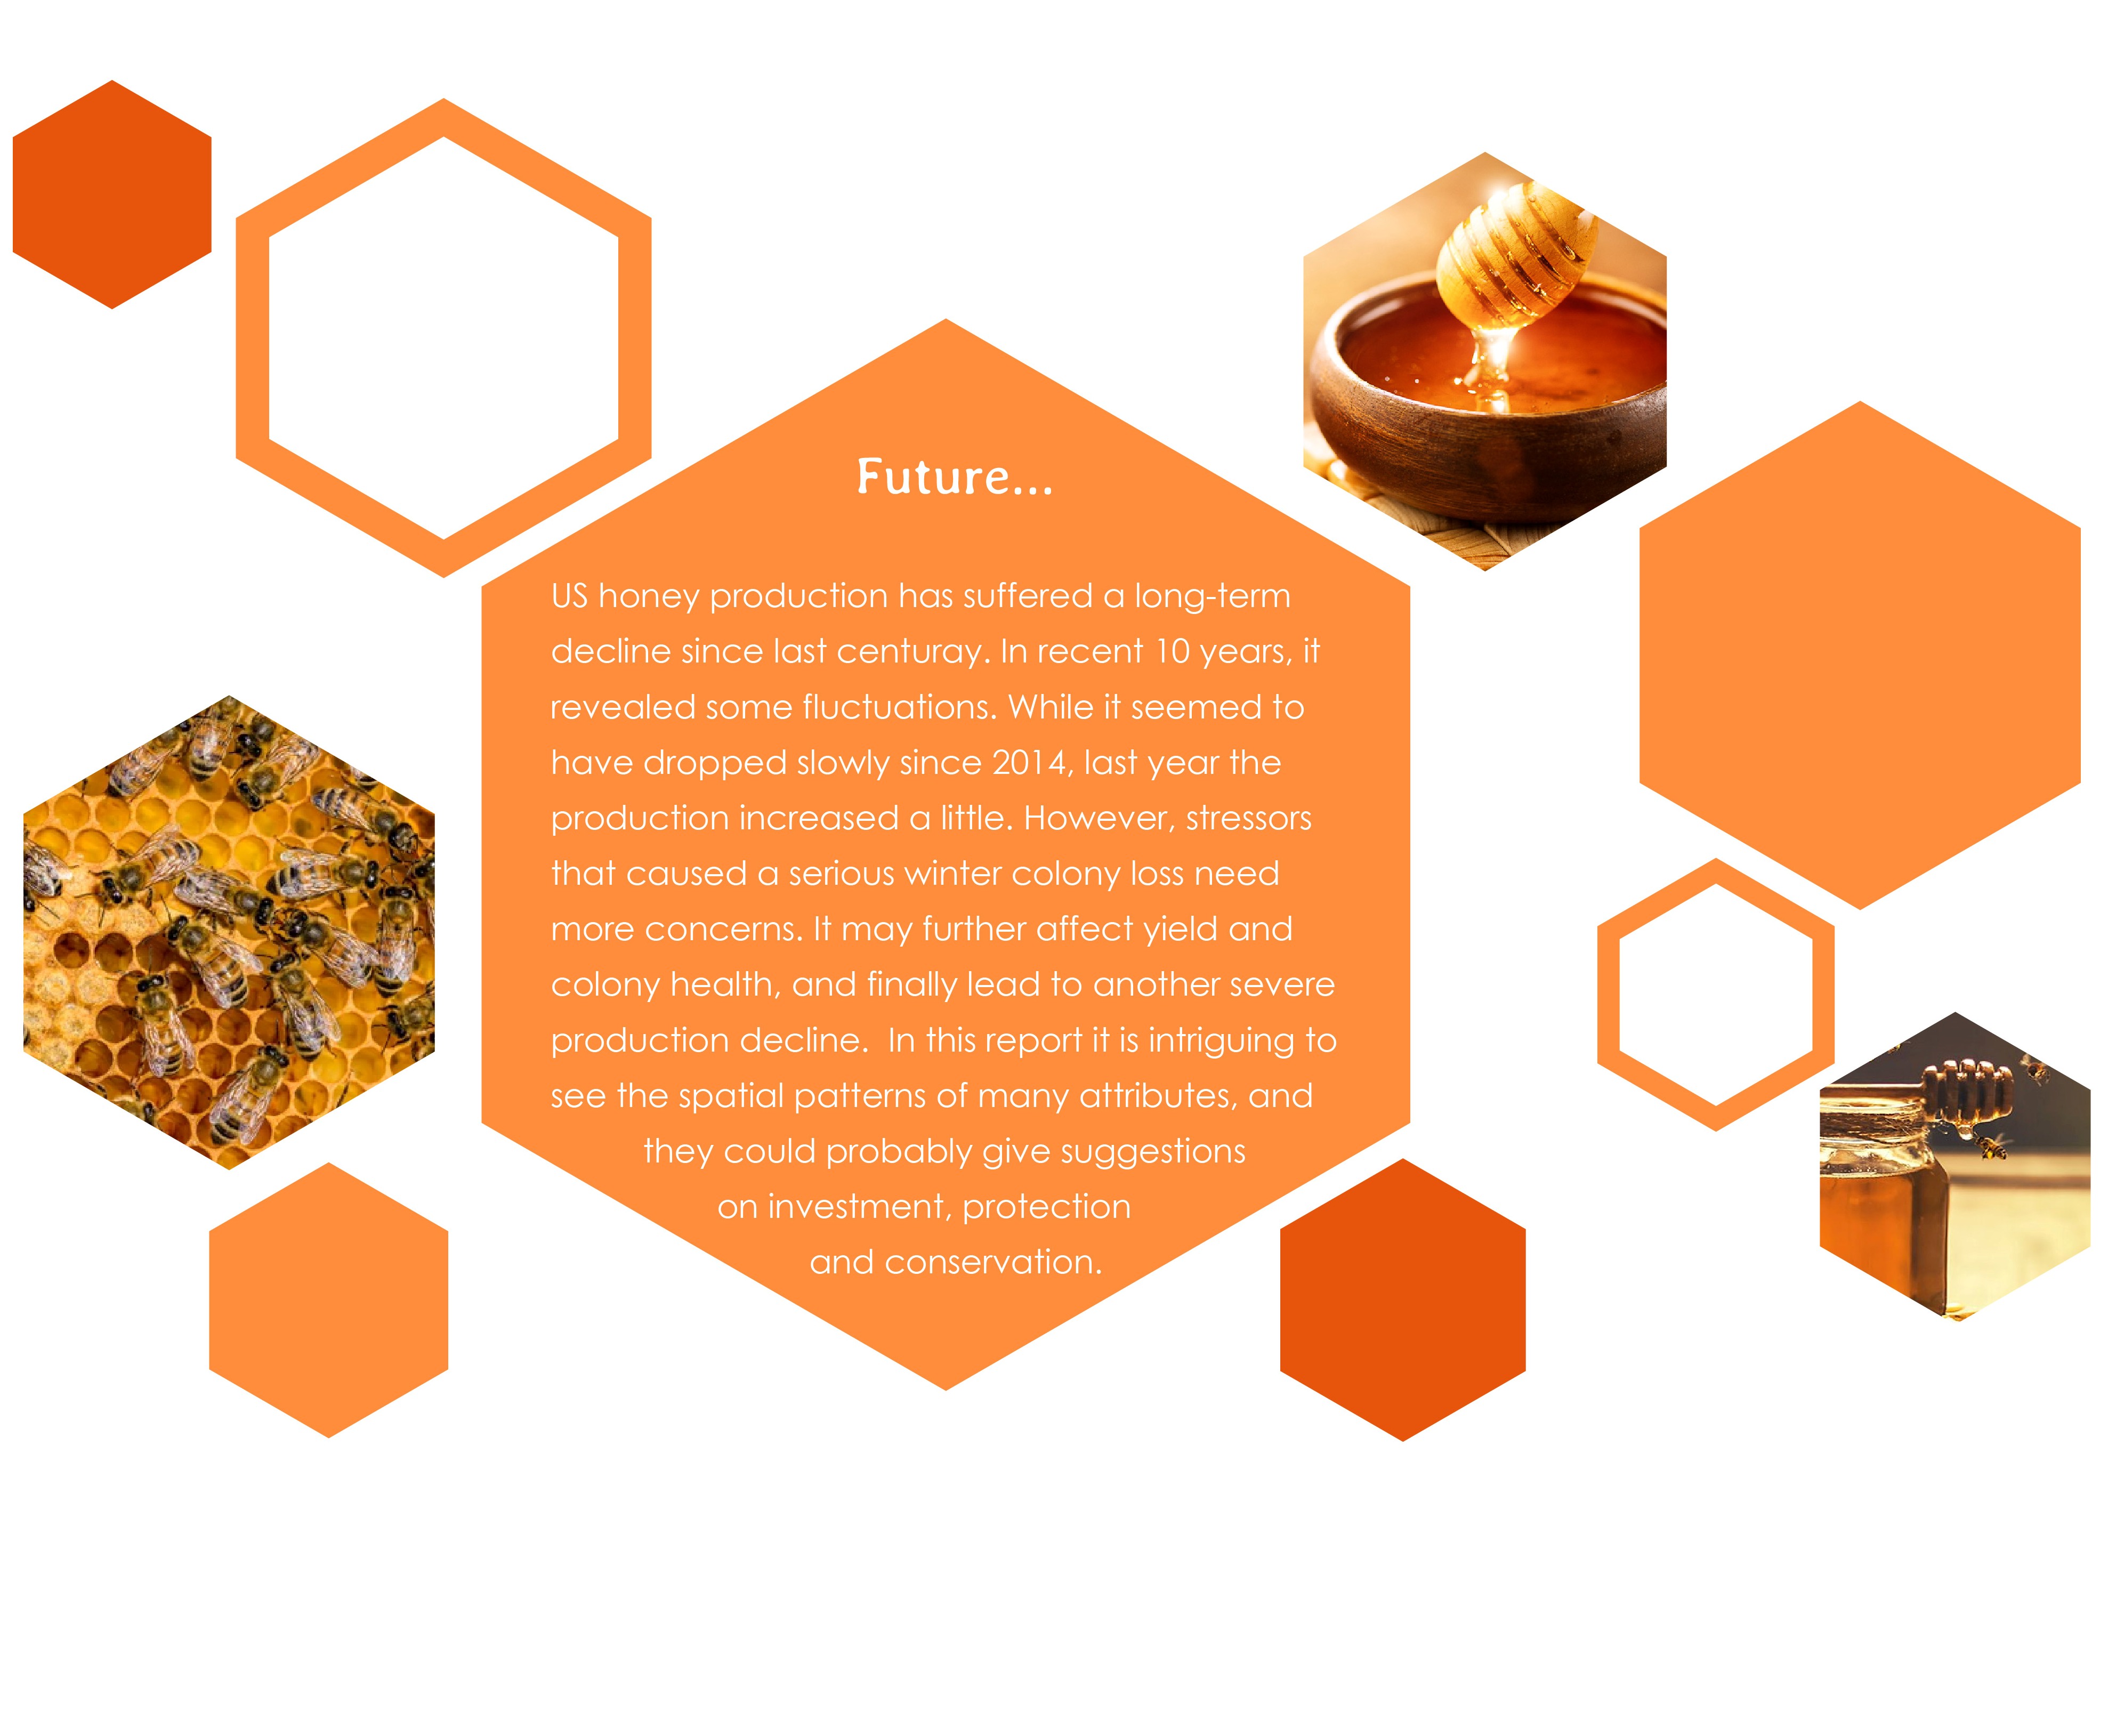 Future...
US honey production has suffered a long-term
decline since last centuray. In recent 10 years, it
revealed some fluctuations. While it seemed to
have dropped slowly since 2014, last year the
production increased a little. However, stressors
that caused a serious winter colony loss need
more concerns. It may further affect yield and
colony health, and finally lead to another severe
production decline.  In this report it is intriguing to
see the spatial patterns of many attributes, and
they could probably give suggestions
on investment, protection
and conservation.